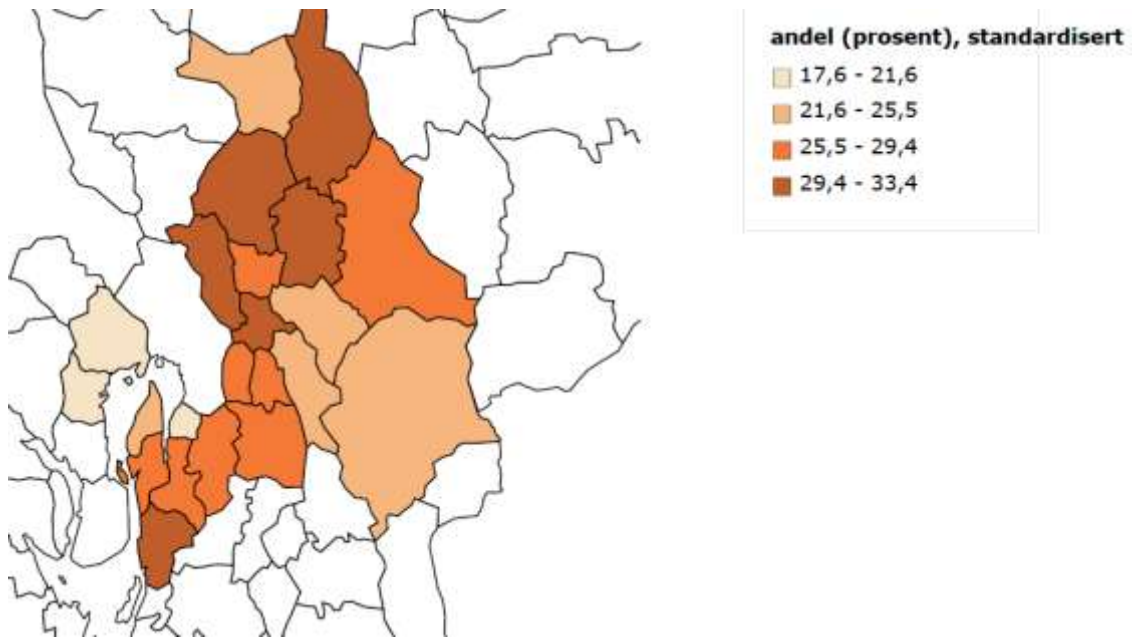 andel (prosent), standardisert
17,6 - 21,6
21,6 - 25,5
25,5 - 29,4
29,4 - 33,4